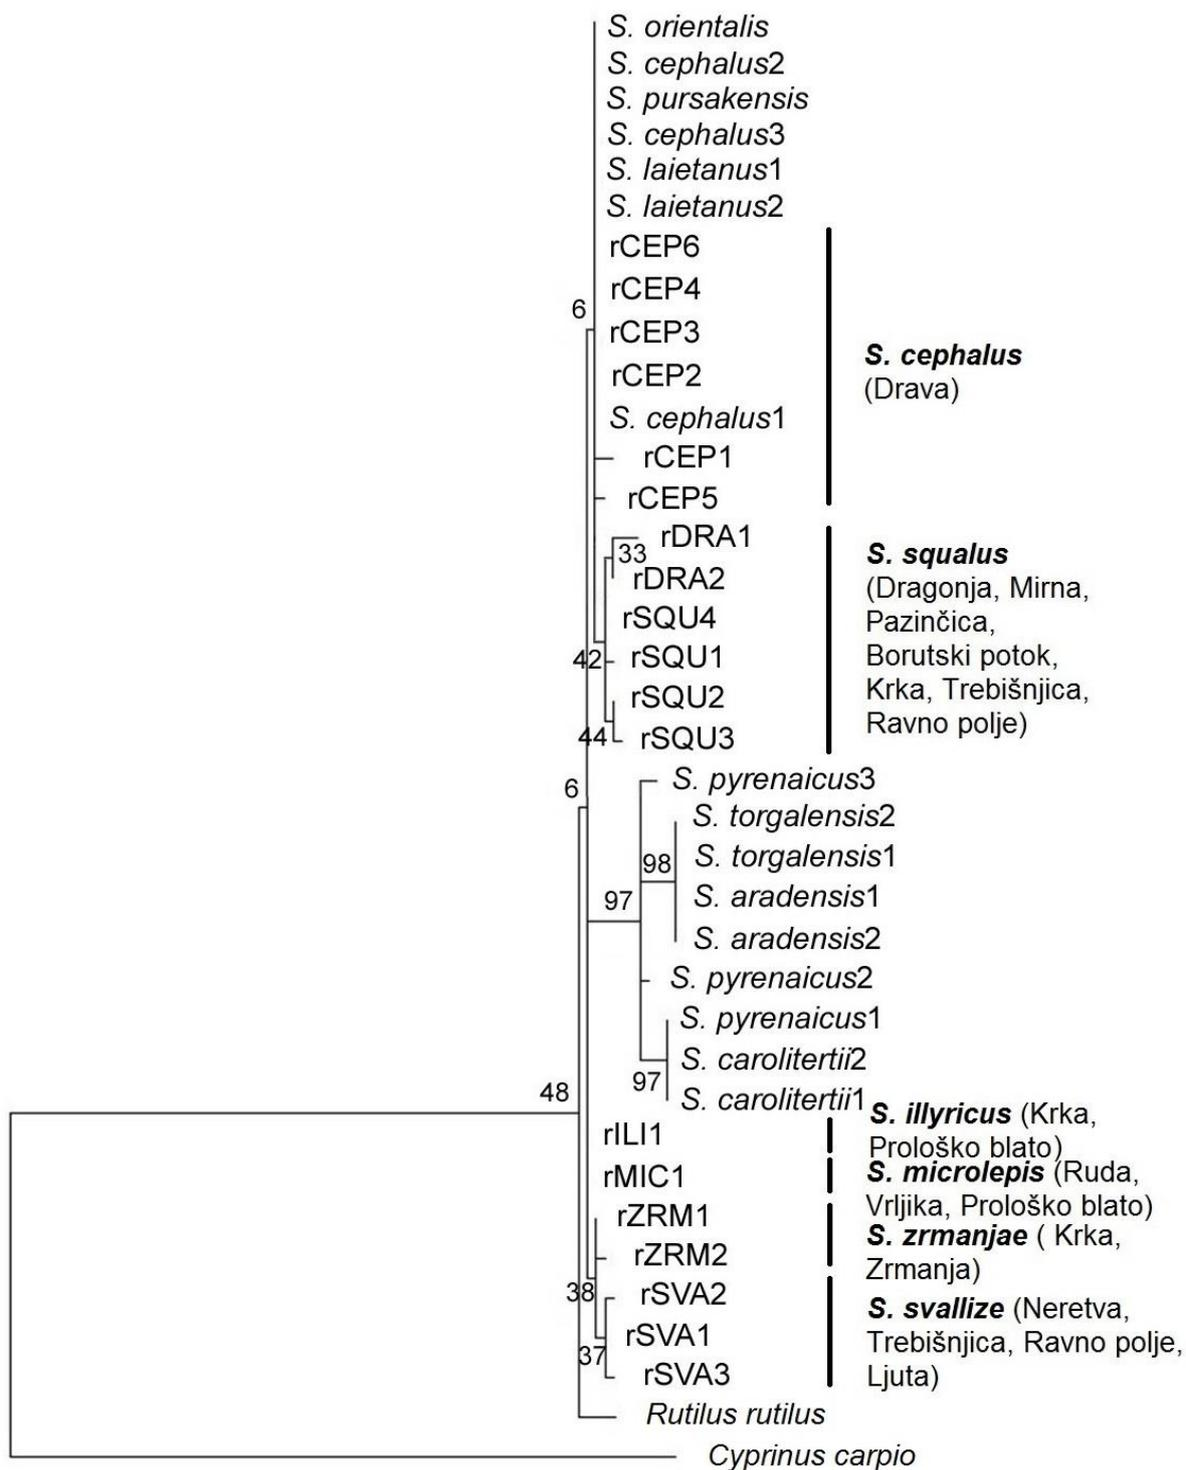 S. orientalis
S. cephalus2
S. pursakensis
S. cephalus3
S. laietanus1
S. laietanus2
rCEP6
rCEP4
6
rCEP3
rCEP2
S. cephalus1
rCEP1
rCEP5
S. cephalus
(Drava)
rDRA1
33
rDRA2
rSQU4
42
rSQU1
rSQU2
44
rSQU3
S. squalus
(Dragonja, Mirna,
Pazinčica,
Borutski potok,
Krka, Trebišnjica,
Ravno polje)
6
S. pyrenaicus3
S. torgalensis2
98
S. torgalensis1
97
S. aradensis1
S. aradensis2
S. pyrenaicus2
S. pyrenaicus1
S. carolitertii2
97
S. carolitertii1
48
rILI1
S. illyricus (Krka,
Prološko blato)
rMIC1
S. microlepis (Ruda,
Vrljika, Prološko blato)
rZRM1
rZRM2
S. zrmanjae ( Krka,
Zrmanja)
38
rSVA2
rSVA1
37
rSVA3
S. svallize (Neretva,
Trebišnjica, Ravno polje,
Ljuta)
Rutilus rutilus
Cyprinus carpio